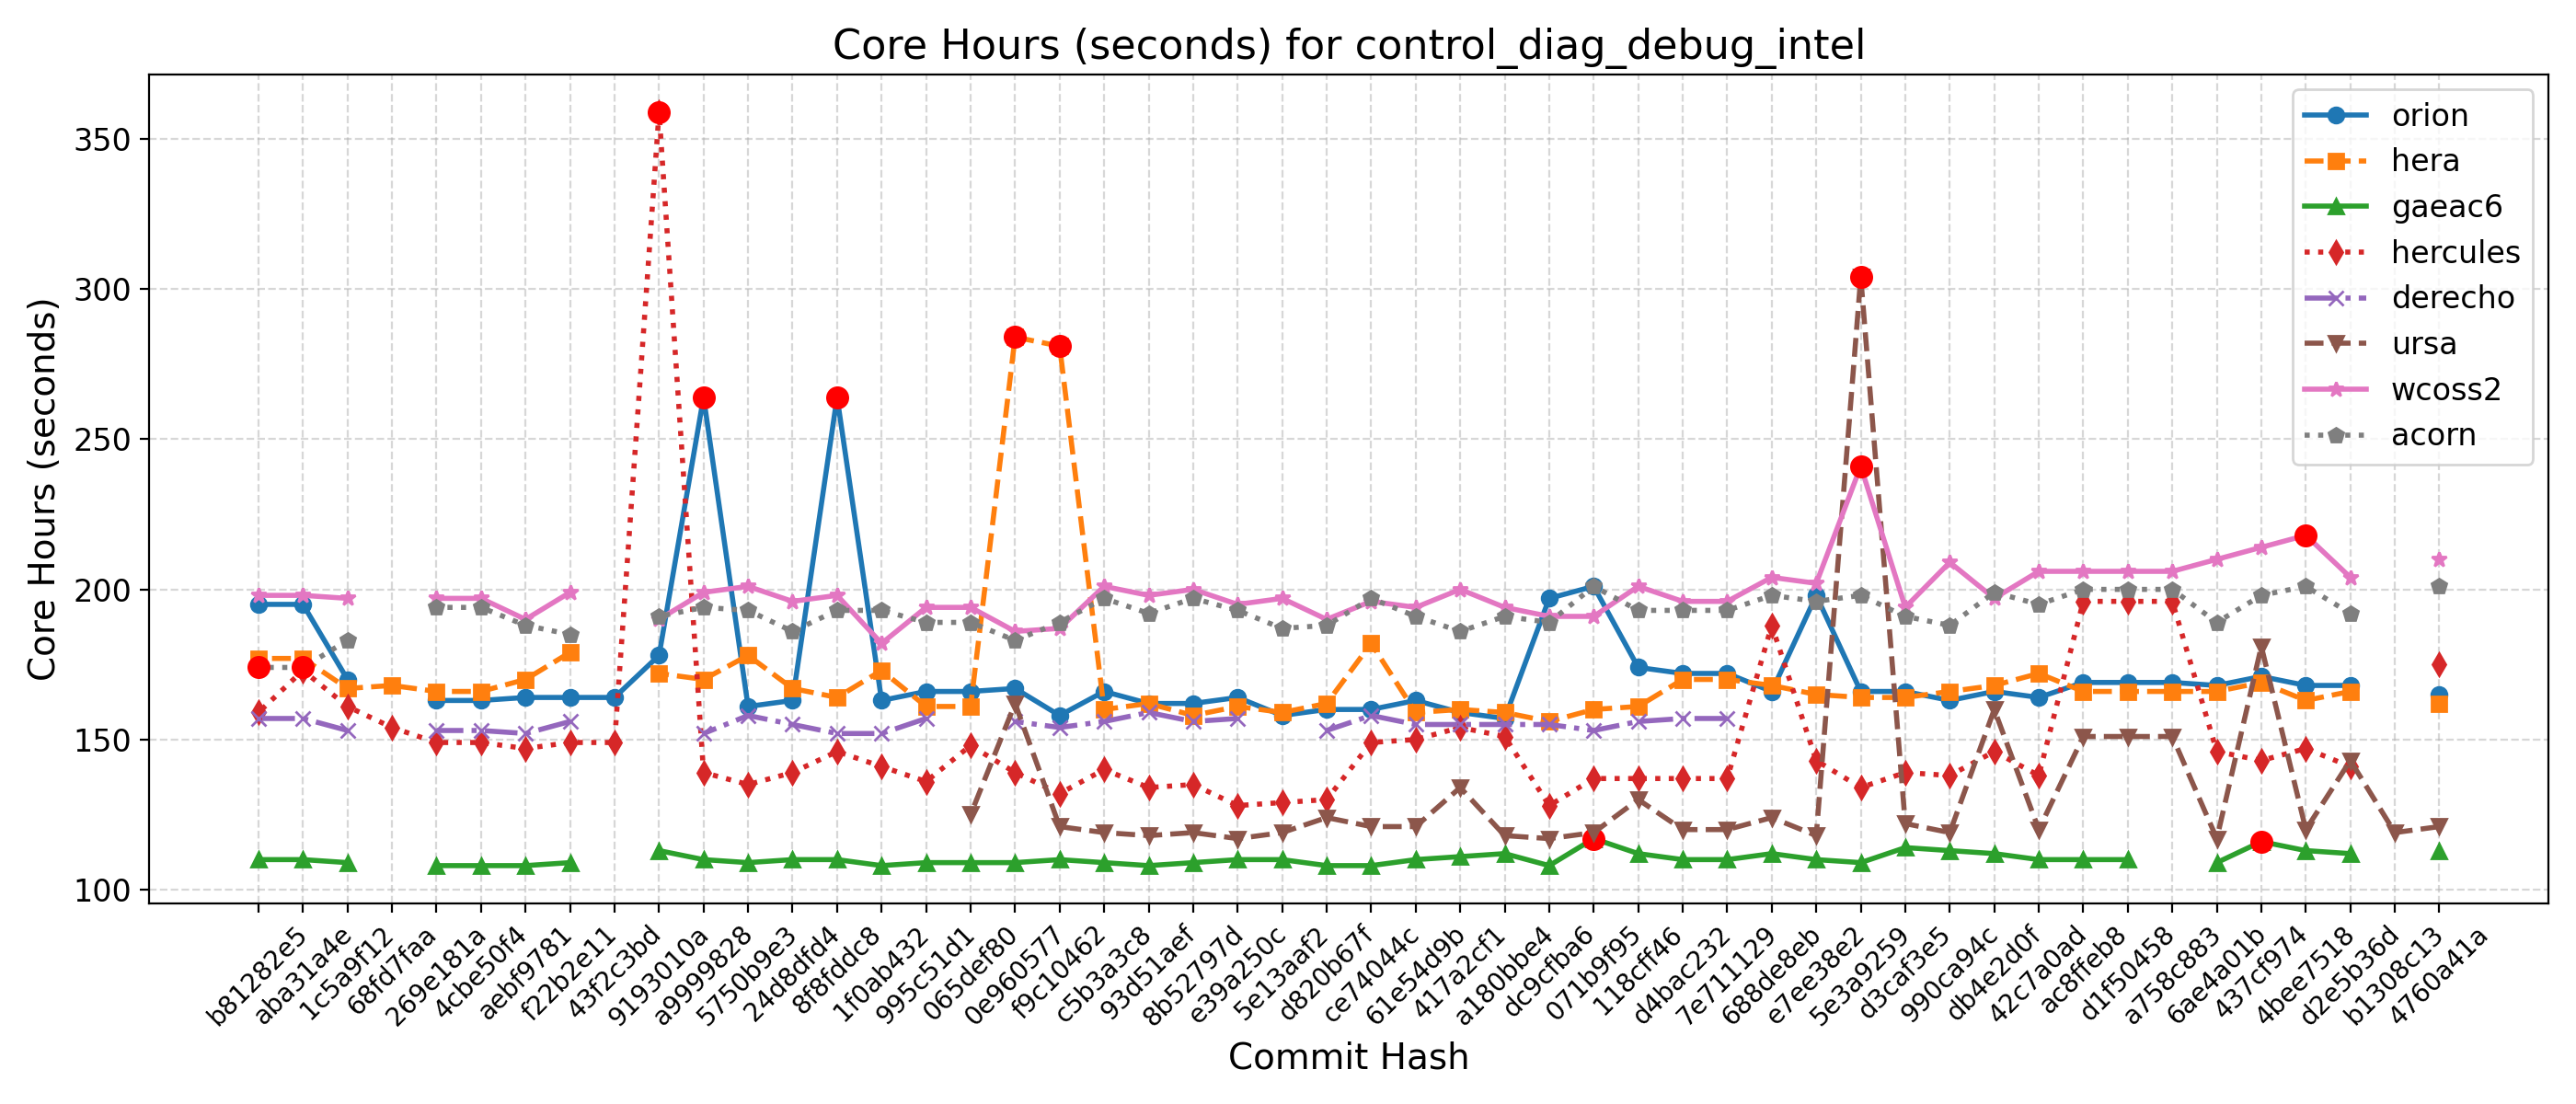 Core Hours (seconds) for control_diag_debug_intel
Core Hours (seconds)
350
300
250
200
150
100
orion
hera
gaeac6
hercules
derecho
ursa
wcoss2
acorn
b81282e5
aba31a4e
1c5a9f12
68fd7faa
269e181a
4cbe50f4
aebf9781
f22b2e11
43f2c3bd
9193010a
a9999828
5750b9e3
24d8dfd4
8f8fddc8
1f0ab432
995c51d1
065def80
0e960577
f9c10462
c5b3a3c8
93d51aef
8b52797d
e39a250c
5e13aaf2
d820b67f
ce74044c
61e54d9b
417a2cf1
a180bbe4
dc9cfba6
071b9f95
118cff46
d4bac232
7e711129
688de8eb
e7ee38e2
5e3a9259
d3caf3e5
990ca94c
db4e2d0f
42c7a0ad
ac8ffeb8
d1f50458
a758c883
6ae4a01b
437cf974
4bee7518
d2e5b36d
b1308c13
4760a41a
Commit Hash